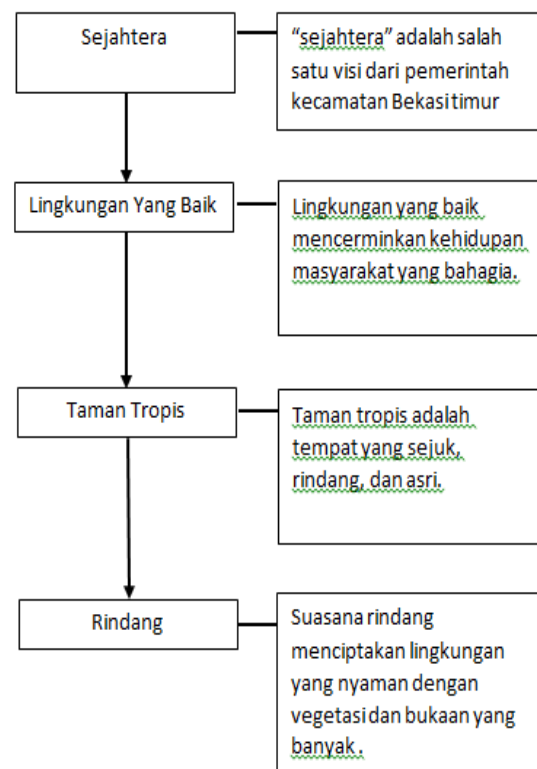 Sejahtera
“sejahtera” adalah salah
satu visi dari pemerintah
kecamatan Bekasi timur
Lingkungan Yang Baik
Lingkungan yang baik
mencerminkan kehidupan
masyarakat yang bahagia.
Taman Tropis
Taman tropis adalah
tempat yang sejuk,
rindang, dan asri.
Rindang
Suasana rindang
menciptakan lingkungan
yang nyaman dengan
vegetasi dan bukaan yang
banyak .